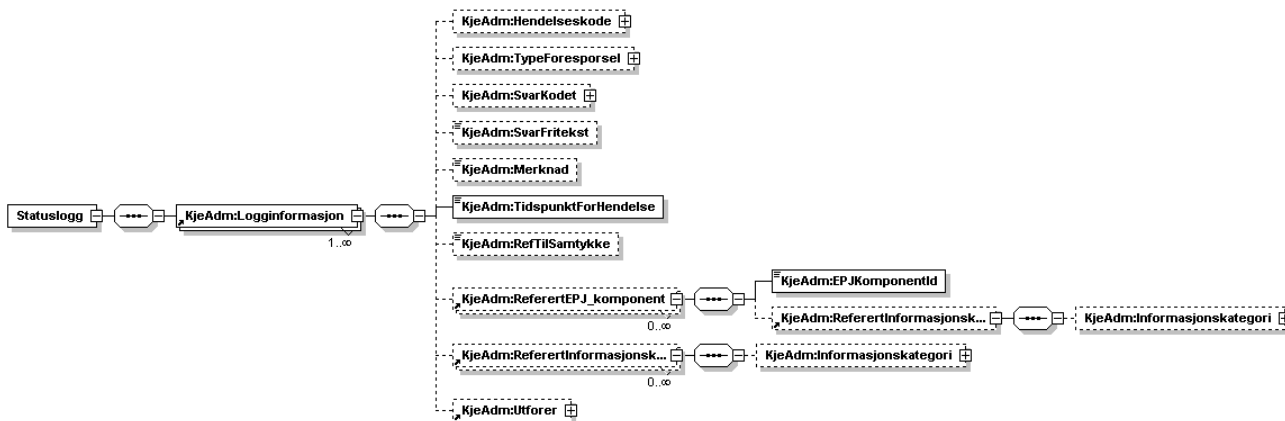 KjeAdm:Hendelseskode
KjeAdm:TypeForesporsel
KjeAdm:SvarKodet
KjeAdm:SvarFritekst
KjeAdm:Merknad
Statuslogg
KjeAdm:Logginformasjon
1..∞
KjeAdm:TidspunktForHendelse
KjeAdm:RefTilSamtykke
KjeAdm:ReferertEPJ_komponent
0..∞
KjeAdm:EPJKomponentId
KjeAdm:ReferertInformasjonsk...
KjeAdm:Informasjonskategori
KjeAdm:ReferertInformasjonsk...
0..∞
KjeAdm:Informasjonskategori
KjeAdm:Utforer